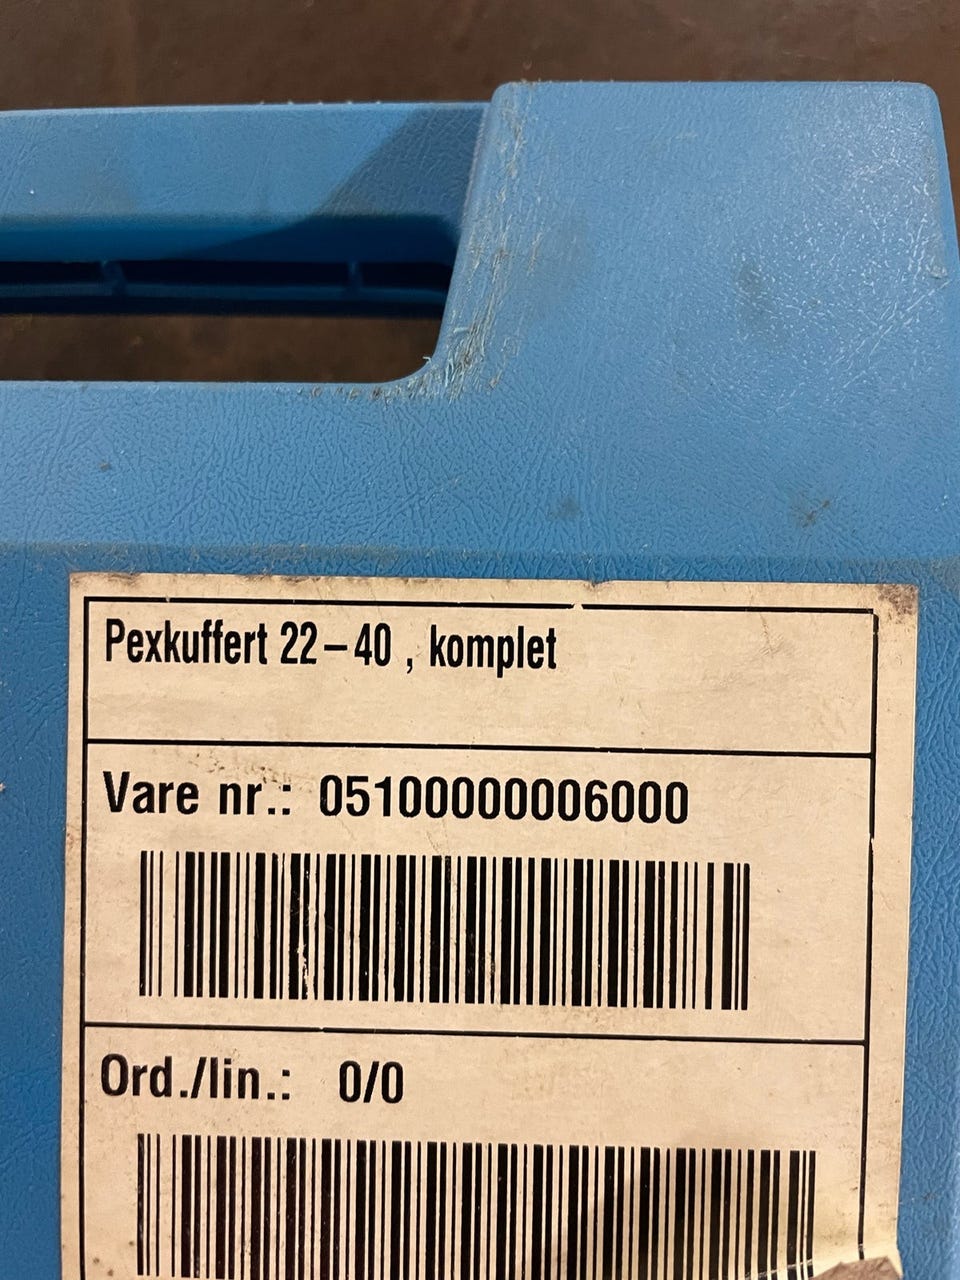 Pexkuffert 22-40 , komplet
Vare nr.: 05100000006000
Ord./lin.: 0/0